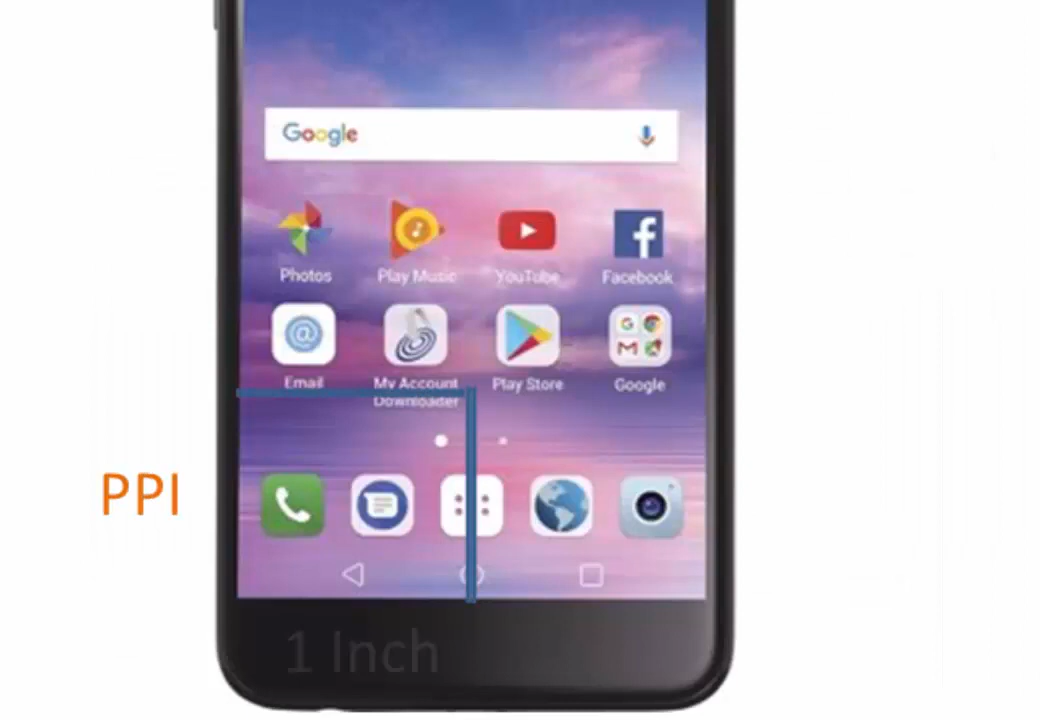 Google
Photos
Play Music
YouTube
Facebook
Email
My Account
Downloader
Play Store
Google
PPI
1 Inch